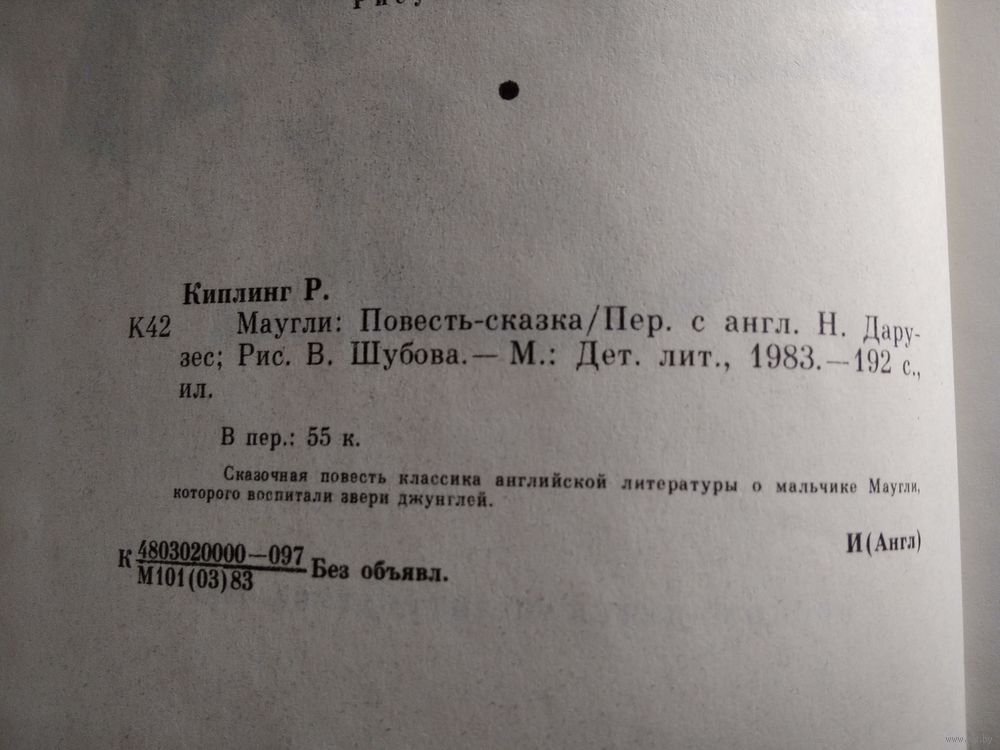 Киплинг Р.
К42 Маугли: Повесть-сказка/Пер. с англ. Н. Дару-
зес; Рис. В. Шубова.— М.: Дет. лит., 1983.—192 с.,
ил.
В пер.: 55 к.
Сказочная повесть классика английской литературы о мальчике Маугли,
которого воспитали звери джунглей.
К 4803020000—097
М101(03)83
Без объявл.
И(Англ)